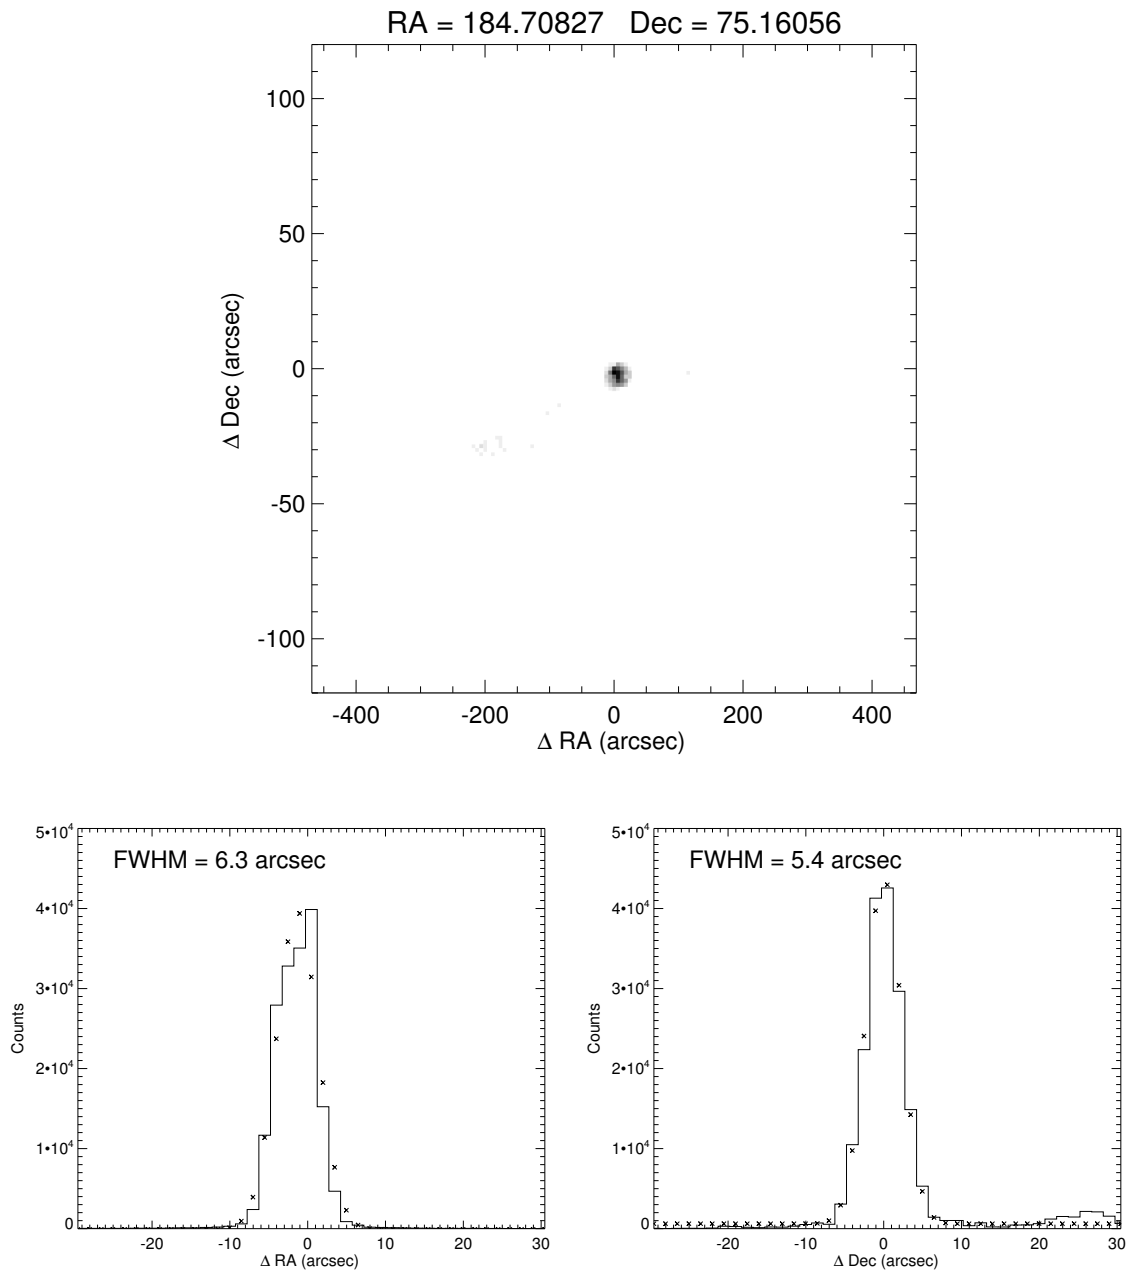 RA = 184.70827 Dec = 75.16056
100
50
0
-50
-100
Δ Dec (arcsec)
-400 -200 0 200 400
Δ RA (arcsec)
FWHM = 6.3 arcsec
5•10⁴
4•10⁴
3•10⁴
2•10⁴
1•10⁴
0
Counts
-20 -10 0 10 20 30
Δ RA (arcsec)
FWHM = 5.4 arcsec
5•10⁴
4•10⁴
3•10⁴
2•10⁴
1•10⁴
0
Counts
-20 -10 0 10 20 30
Δ Dec (arcsec)